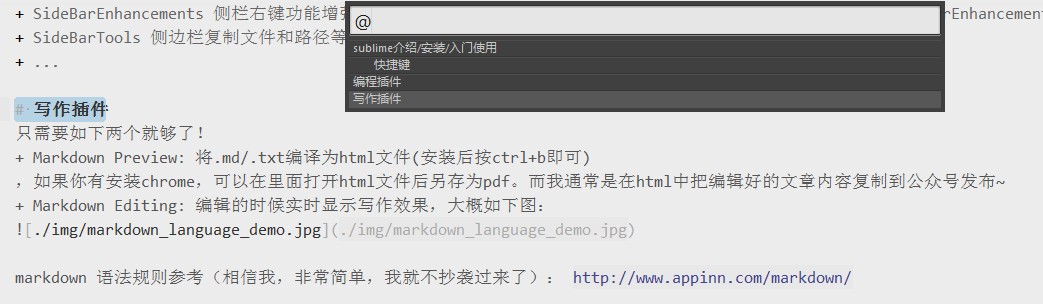 + SideBarEnhancements 侧栏右键功能增强
rEnhancement
+ SideBarTools 侧边栏复制文件和路径等
+ ...
@
sublime介绍/安装/入门使用
快捷键
编程插件
写作插件
# 写作插件
只需要如下两个就够了!
+ Markdown Preview: 将.md/.txt编译为html文件(安装后按ctrl+b即可)
，如果你有安装chrome，可以在里面打开html文件后另存为pdf。而我通常是在html中把编辑好的文章内容复制到公众号发布~
+ Markdown Editing: 编辑的时候实时显示写作效果，大概如下图:
![./img/markdown_language_demo.jpg](./img/markdown_language_demo.jpg)
markdown 语法规则参考（相信我，非常简单，我就不抄袭过来了）： http://www.appinn.com/markdown/